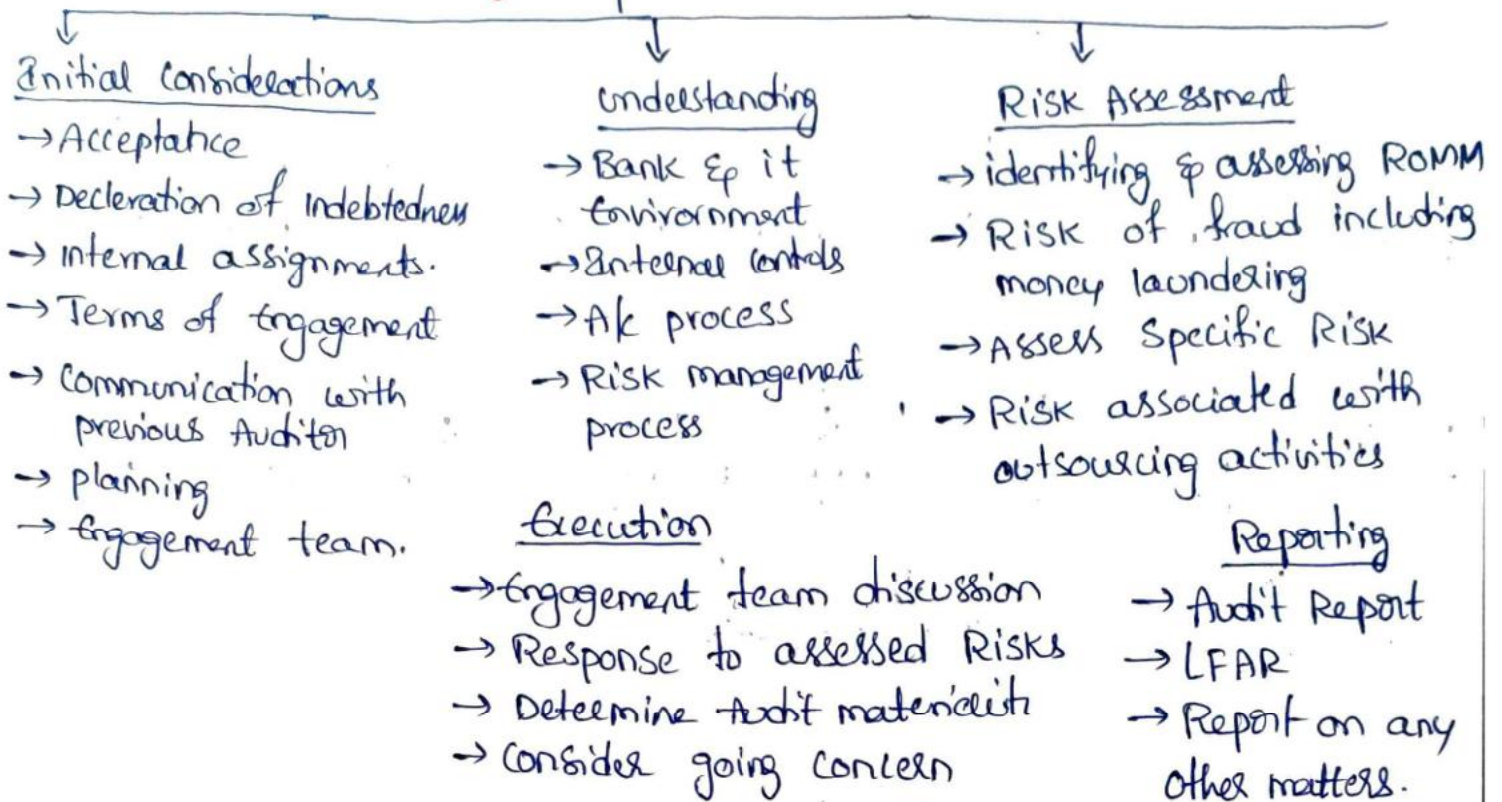 Initial Considerations
→ Acceptance
→ Decleration of indebtedness
→ Internal assignments.
→ Terms of Engagement
→ Communication with
previous Auditor
→ planning
→ Engagement team.
Understanding
→ Bank & it
Envirornment
→ Internal Contols
→ A/c process
→ Risk management
process
Risk Assessment
→ identifying & assessing ROMM
→ Risk of fraud including
money laundering
→ Assess Specific Risk
→ Risk associated with
outsourcing activities
Execution
→ Engagement team discussion
→ Response to assessed Risks
→ Determine Audit
→ Consider going concern
Reporting
→ Audit Report
→ LFAR
→ Report on any
other matters.